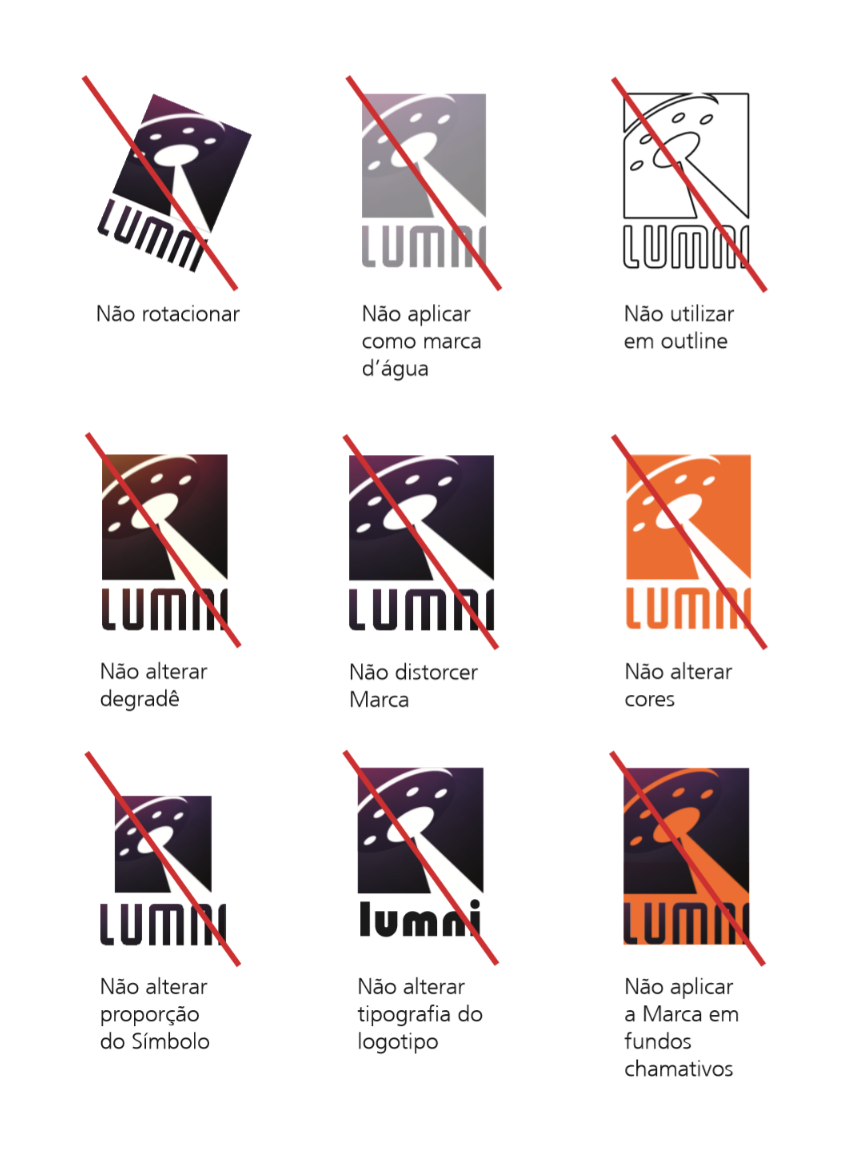 LUMNI
LUMNI
LUMNI
Não rotacionar
Não aplicar
como marca
d’água
Não utilizar
em outline
LUMNI
LUMNI
LUMNI
Não alterar
degradê
Não distorcer
Marca
Não alterar
cores
LUMNI
lumni
LUMNI
Não alterar
proporção
do Símbolo
Não alterar
tipografia do
logotipo
Não aplicar
a Marca em
fundos
chamativos